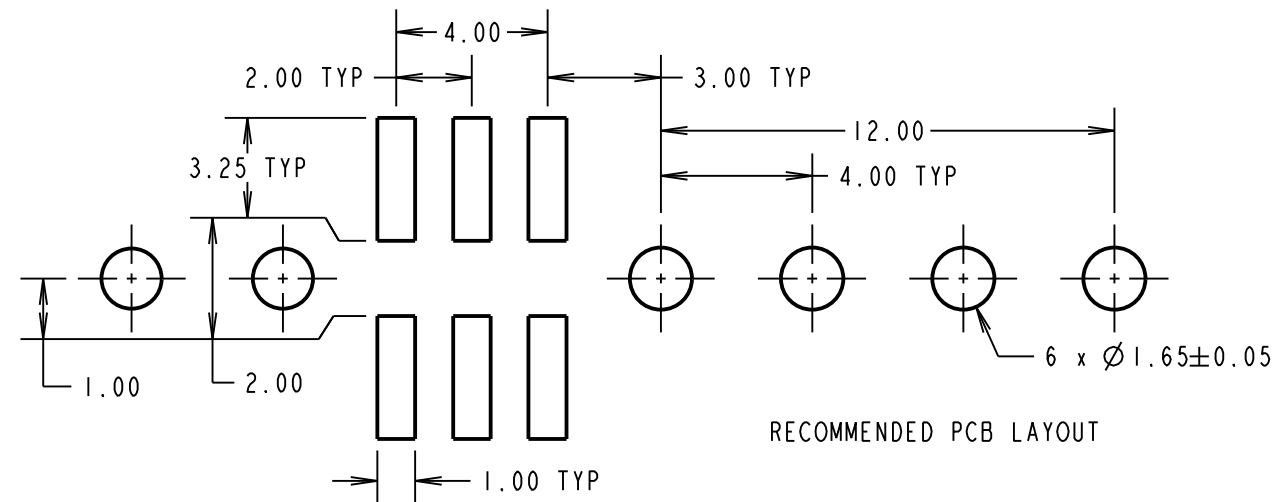 4.00
2.00 TYP
3.00 TYP
12.00
3.25 TYP
4.00 TYP
1.00
2.00
6 x Ø1.65±0.05
RECOMMENDED PCB LAYOUT
1.00 TYP